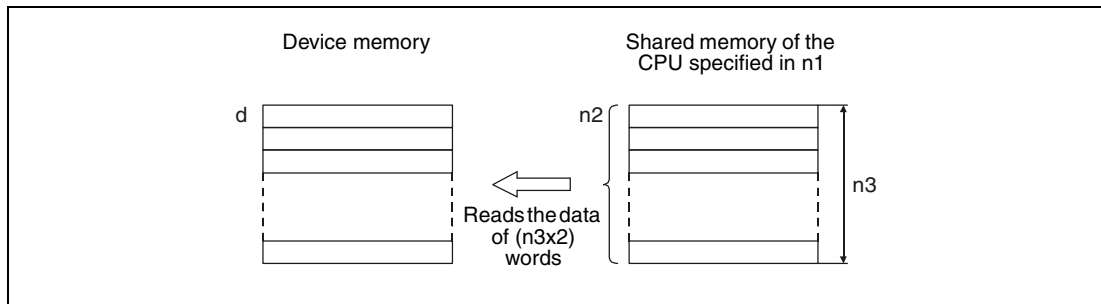 Device memory
Shared memory of the
CPU specified in n1
d
n2
n3
Reads the data
of (n3x2)
words